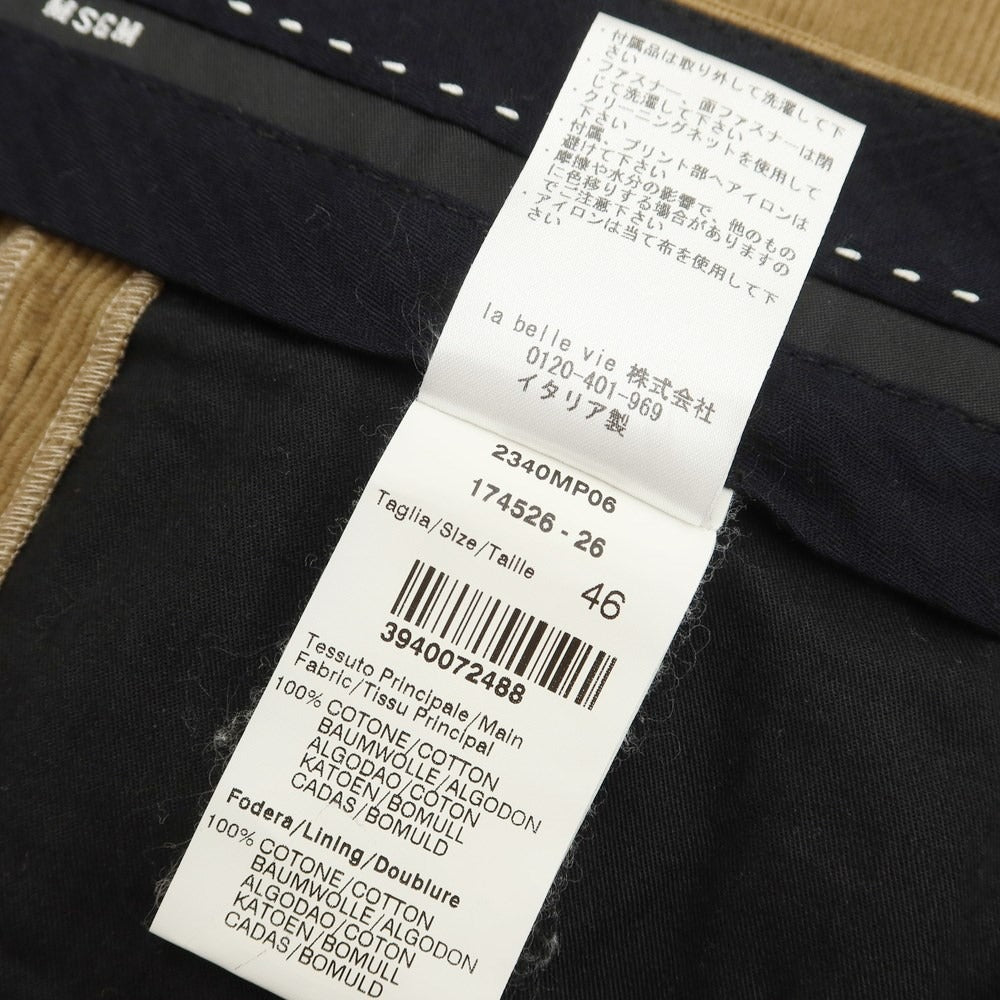 MSGM
・付属品は取り外して洗濯して下
さい
・ファスナー、面ファスナーは閉
じて洗濯して下さい
・クリーニングネットを使用して
下さい
・付属、プリント部へアイロンは
避けて下さい
・摩擦や水分の影響で、他のもの
に色移りする場合がありますの
でご注意下さい
・アイロンは当て布を使用して下
さい
la belle vie 株式会社
0120-401-969
イタリア製
2340MP06
174526 - 26
Taglia/Size/Taille 46
3940072488
Tessuto Principale/Main
Fabric/Tissu Principal
100% COTONE/COTTON
BAUMWOLLE/ALGODON
ALGODAO/COTON
KATOEN/BOMULL
CADAS/BOMULD
Fodera/Lining/Doublure
100% COTONE/COTTON
BAUMWOLLE/ALGODON
ALGODAO/COTON
KATOEN/BOMULL
CADAS/BOMULD